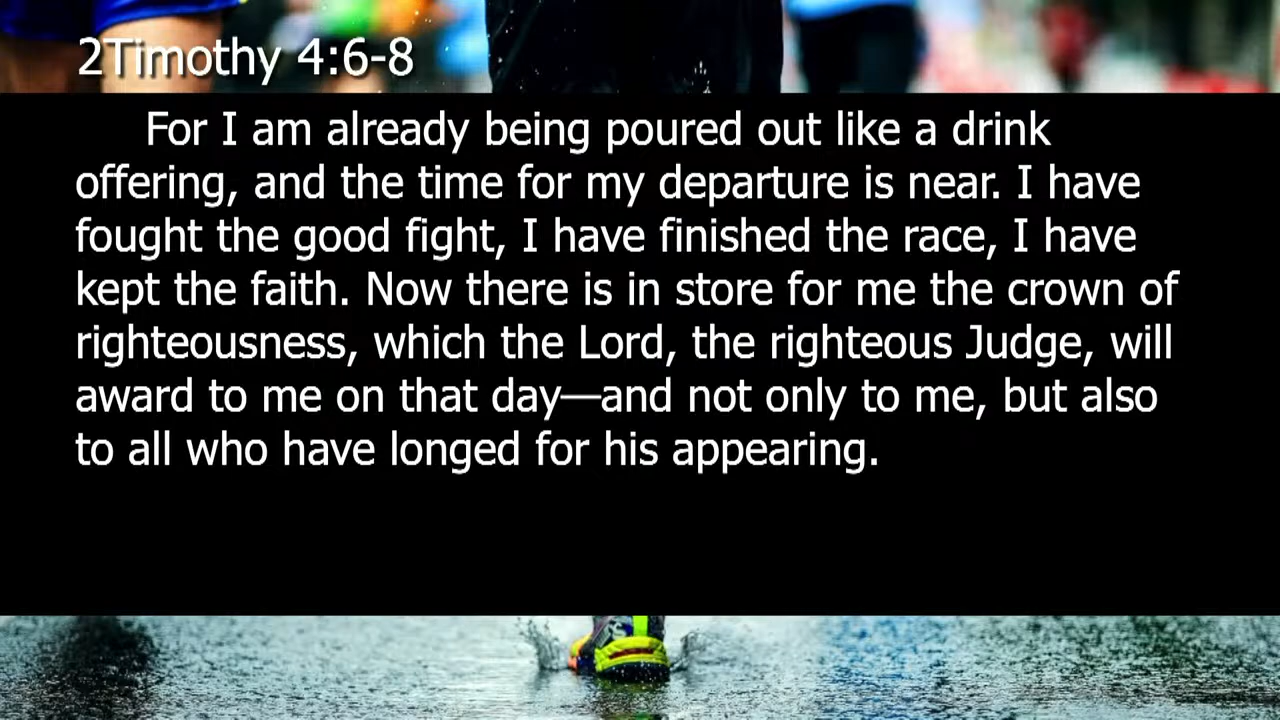 2Timothy 4:6-8
For I am already being poured out like a drink
offering, and the time for my departure is near. I have
fought the good fight, I have finished the race, I have
kept the faith. Now there is in store for me the crown of
righteousness, which the Lord, the righteous Judge, will
award to me on that day—and not only to me, but also
to all who have longed for his appearing.